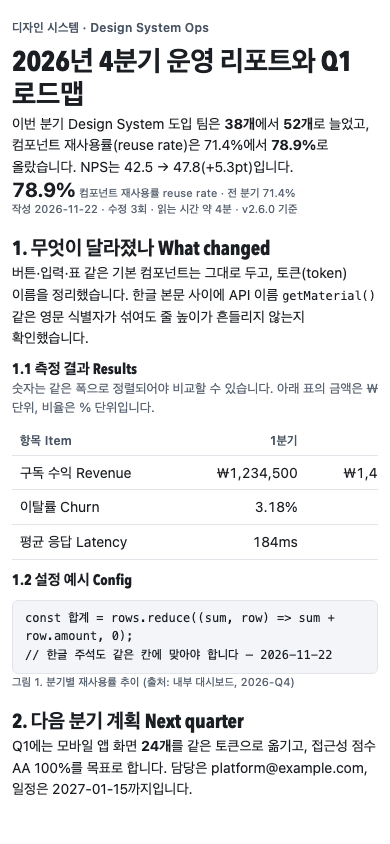 디자인 시스템 · Design System Ops
2026년 4분기 운영 리포트와 Q1
로드맵
이번 분기 Design System 도입 팀은 38개에서 52개로 늘었고,
컴포넌트 재사용률(reuse rate)은 71.4%에서 78.9%로
올랐습니다. NPS는 42.5 → 47.8(+5.3pt)입니다.
78.9% 컴포넌트 재사용률 reuse rate · 전 분기 71.4%
작성 2026-11-22 · 수정 3회 · 읽는 시간 약 4분 · v2.6.0 기준
1. 무엇이 달라졌나 What changed
버튼·입력·표 같은 기본 컴포넌트는 그대로 두고, 토큰(token)
이름을 정리했습니다. 한글 본문 사이에 API 이름 getMaterial()
같은 영문 식별자가 섞여도 줄 높이가 흔들리지 않는지
확인했습니다.
1.1 측정 결과 Results
숫자는 같은 폭으로 정렬되어야 비교할 수 있습니다. 아래 표의 금액은 ₩
단위, 비율은 % 단위입니다.
항목 Item 1분기
구독 수익 Revenue ₩1,234,500 ₩1,4
이탈률 Churn 3.18%
평균 응답 Latency 184ms
1.2 설정 예시 Config
const 합계 = rows.reduce((sum, row) => sum +
row.amount, 0);
// 한글 주석도 같은 칸에 맞아야 합니다 — 2026-11-22
그림 1. 분기별 재사용률 추이 (출처: 내부 대시보드, 2026-Q4)
2. 다음 분기 계획 Next quarter
Q1에는 모바일 앱 화면 24개를 같은 토큰으로 옮기고, 접근성 점수
AA 100%를 목표로 합니다. 담당은 platform@example.com,
일정은 2027-01-15까지입니다.